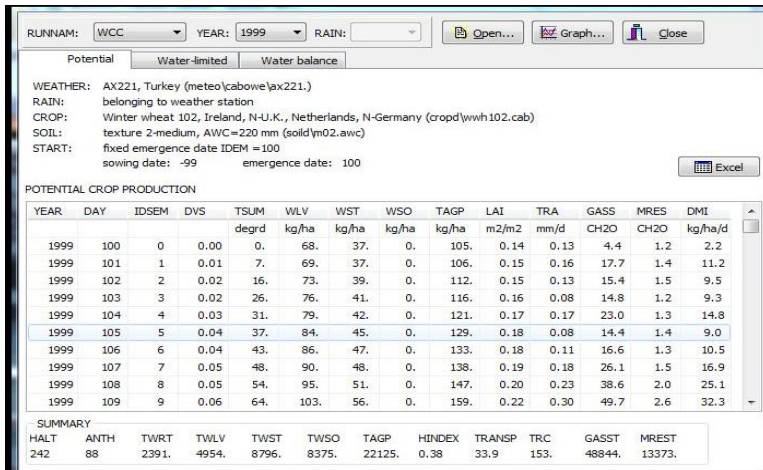 RUNNAM: WCC YEAR: 1999 RAIN: Open... Graph... Close
Potential Water-limited Water balance
WEATHER: AX221, Turkey (meteo\cabowe\ax221.)
RAIN: belonging to weather station
CROP: Winter wheat 102, Ireland, N-U.K., Netherlands, N-Germany (cropd\wwh102.cab)
SOIL: texture 2-medium, AWC=220 mm (soild\m02.awc)
START: fixed emergence date IDEM =100
sowing date: -99 emergence date: 100
Excel
POTENTIAL CROP PRODUCTION
YEAR DAY IDSEM DVS TSUM WLV WST WSO TAGP LAI TRA GASS MRES DMI
degrd kg/ha kg/ha kg/ha kg/ha m2/m2 mm/d CH2O CH2O kg/ha/d
1999 100 0 0.00 0. 68. 37. 0. 105. 0.14 0.13 4.4 1.2 2.2
1999 101 1 0.01 7. 69. 37. 0. 106. 0.15 0.16 17.7 1.4 11.2
1999 102 2 0.02 16. 73. 39. 0. 112. 0.15 0.13 15.4 1.5 9.5
1999 103 3 0.02 26. 76. 41. 0. 116. 0.16 0.08 14.8 1.2 9.3
1999 104 4 0.03 31. 79. 42. 0. 121. 0.17 0.17 23.0 1.3 14.8
1999 105 5 0.04 37. 84. 45. 0. 129. 0.18 0.08 14.4 1.4 9.0
1999 106 6 0.04 43. 86. 47. 0. 133. 0.18 0.11 16.6 1.3 10.5
1999 107 7 0.05 48. 90. 48. 0. 138. 0.19 0.18 26.1 1.5 16.9
1999 108 8 0.05 54. 95. 51. 0. 147. 0.20 0.23 38.6 2.0 25.1
1999 109 9 0.06 64. 103. 56. 0. 159. 0.22 0.30 49.7 2.6 32.3
SUMMARY
HALT ANTH TWRT TWLV TWST TWSO TAGP HINDEX TRANSP TRC GASST MREST
242 88 2391. 4954. 8796. 8375. 22125. 0.38 33.9 153. 48844. 13373.